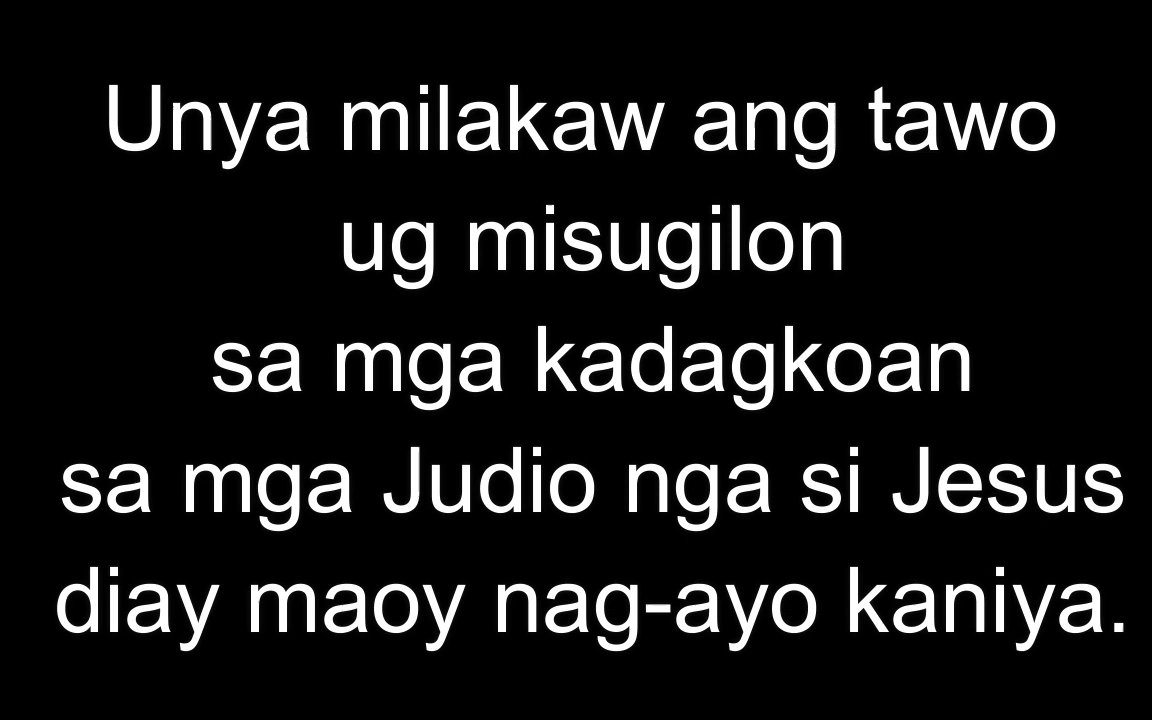 Unya milakaw ang tawo
ug misugilon
sa mga kadagkoan
sa mga Judio nga si Jesus
diay maoy nag-ayo kaniya.